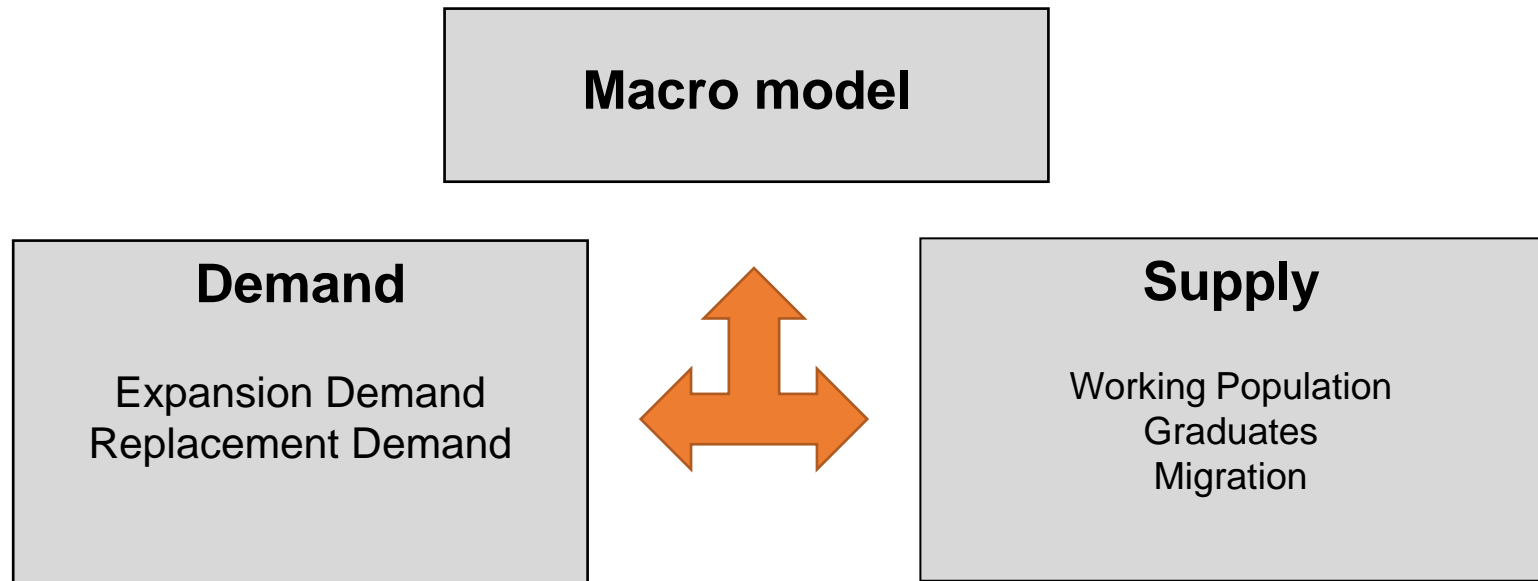 Macro model
Demand
Expansion Demand
Replacement Demand
Supply
Working Population
Graduates
Migration